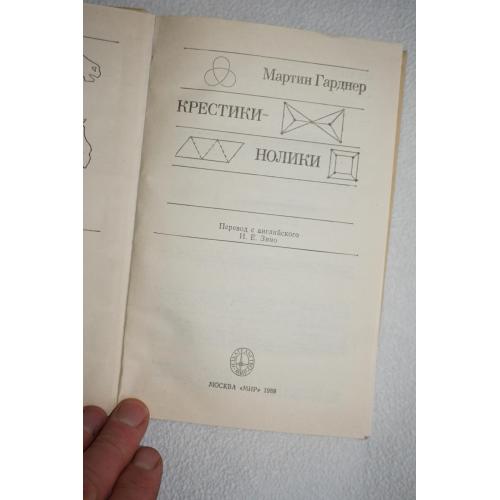 Мартин Гарднер
КРЕСТИКИ-
НОЛИКИ
Перевод с английского
И. Е. Зино
МОСКВА «МИР» 1988